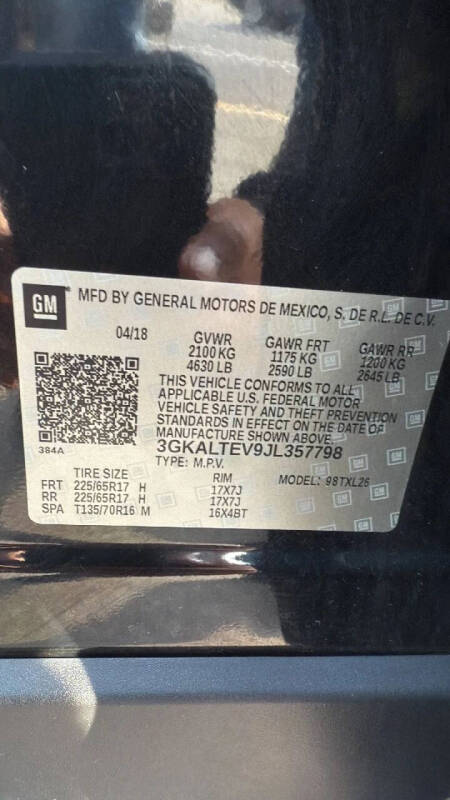 GM MFD BY GENERAL MOTORS DE MEXICO, S. DE R.L. DE C.V.
04/18 GVWR GAWR FRT GAWR RR
2100 KG 1175 KG 1200 KG
4630 LB 2590 LB 2645 LB
THIS VEHICLE CONFORMS TO ALL
APPLICABLE U.S. FEDERAL MOTOR
VEHICLE SAFETY AND THEFT PREVENTION
STANDARDS IN EFFECT ON THE DATE OF
MANUFACTURE SHOWN ABOVE.
384A 3GKALTEV9JL357798
TYPE: M.P.V.
TIRE SIZE RIM MODEL: 98TXL26
FRT 225/65R17 H 17X7J
RR 225/65R17 H 17X7J
SPA T135/70R16 M 16X4BT